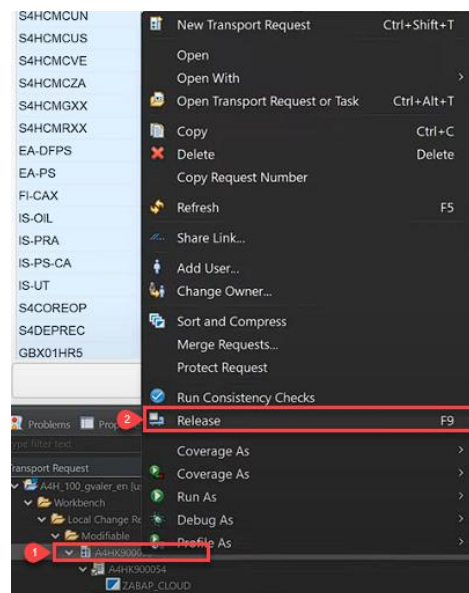 S4HCMCUN
S4HCMCUS
S4HCMCVE
S4HCMCZA
S4HCMGXX
S4HCMRXX
EA-DFPS
EA-PS
FI-CAX
IS-OIL
IS-PRA
IS-PS-CA
IS-UT
S4COREOP
S4DEPREC
GBX01HR5
New Transport Request Ctrl+Shift+T
Open
Open With >
Open Transport Request or Task Ctrl+Alt+T
Copy Ctrl+C
Delete Delete
Copy Request Number
Refresh F5
Share Link...
Add User...
Change Owner...
Sort and Compress
Merge Requests...
Protect Request
Run Consistency Checks
2 Release F9
Coverage As >
Coverage As >
Run As >
Debug As >
Profile As >
Problems
type filter text
Transport Request
A4H_100_gvaier_en
Workbench
Local Change
Modifiable
1 A4HK9000
A4HK900054
ZABAP_CLOUD